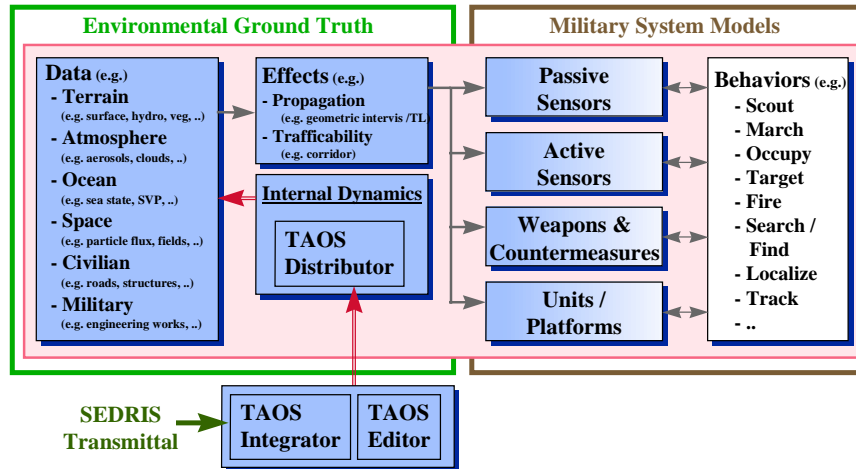 Environmental Ground Truth
Military System Models
Data (e.g.)
- Terrain
(e.g. surface, hydro, veg, ..)
- Atmosphere
(e.g. aerosols, clouds, ..)
- Ocean
(e.g. sea state, SVP, ..)
- Space
(e.g. particle flux, fields, ..)
- Civilian
(e.g. roads, structures, ..)
- Military
(e.g. engineering works, ..)
Effects (e.g.)
- Propagation
(e.g. geometric intervis /TL)
- Trafficability
(e.g. corridor)
Internal Dynamics
TAOS
Distributor
Passive
Sensors
Active
Sensors
Weapons &
Countermeasures
Units /
Platforms
Behaviors (e.g.)
- Scout
- March
- Occupy
- Target
- Fire
- Search /
Find
- Localize
- Track
- ..
SEDRIS
Transmittal
TAOS
Integrator
TAOS
Editor